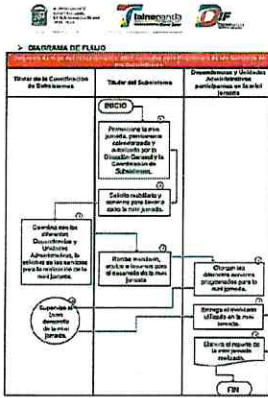 Tlalnepantla
DIF
➢ DIAGRAMA DE FLUJO
Titular de la Coordinación
de Subsistemas
Titular del Subsistema
Dependencias y Unidades
Administrativas
participantes en la mini
jornada
INICIO
Promociona la mini
jornada, previamente
calendarizada y
autorizada por la
Dirección General y la
Coordinación de
Subsistemas.
Solicita mobiliario y
para llevar a
cabo la mini jornada.
Coordina con las
diferentes
Dependencias y
Unidades
Administrativas, la
solicitud de los servicios
para la realización de la
mini jornada.
Recibe mobiliario,
equipo e insumos para
el desarrollo de la mini
jornada
Otorgan los
diferentes servicios
programados para la
mini jornada.
Supervisa el
buen
desarrollo
de la mini
jornada.
Entrega el mobiliario
utilizado en la mini
jornada.
Elabora el reporte de
la mini jornada
realizada.
FIN